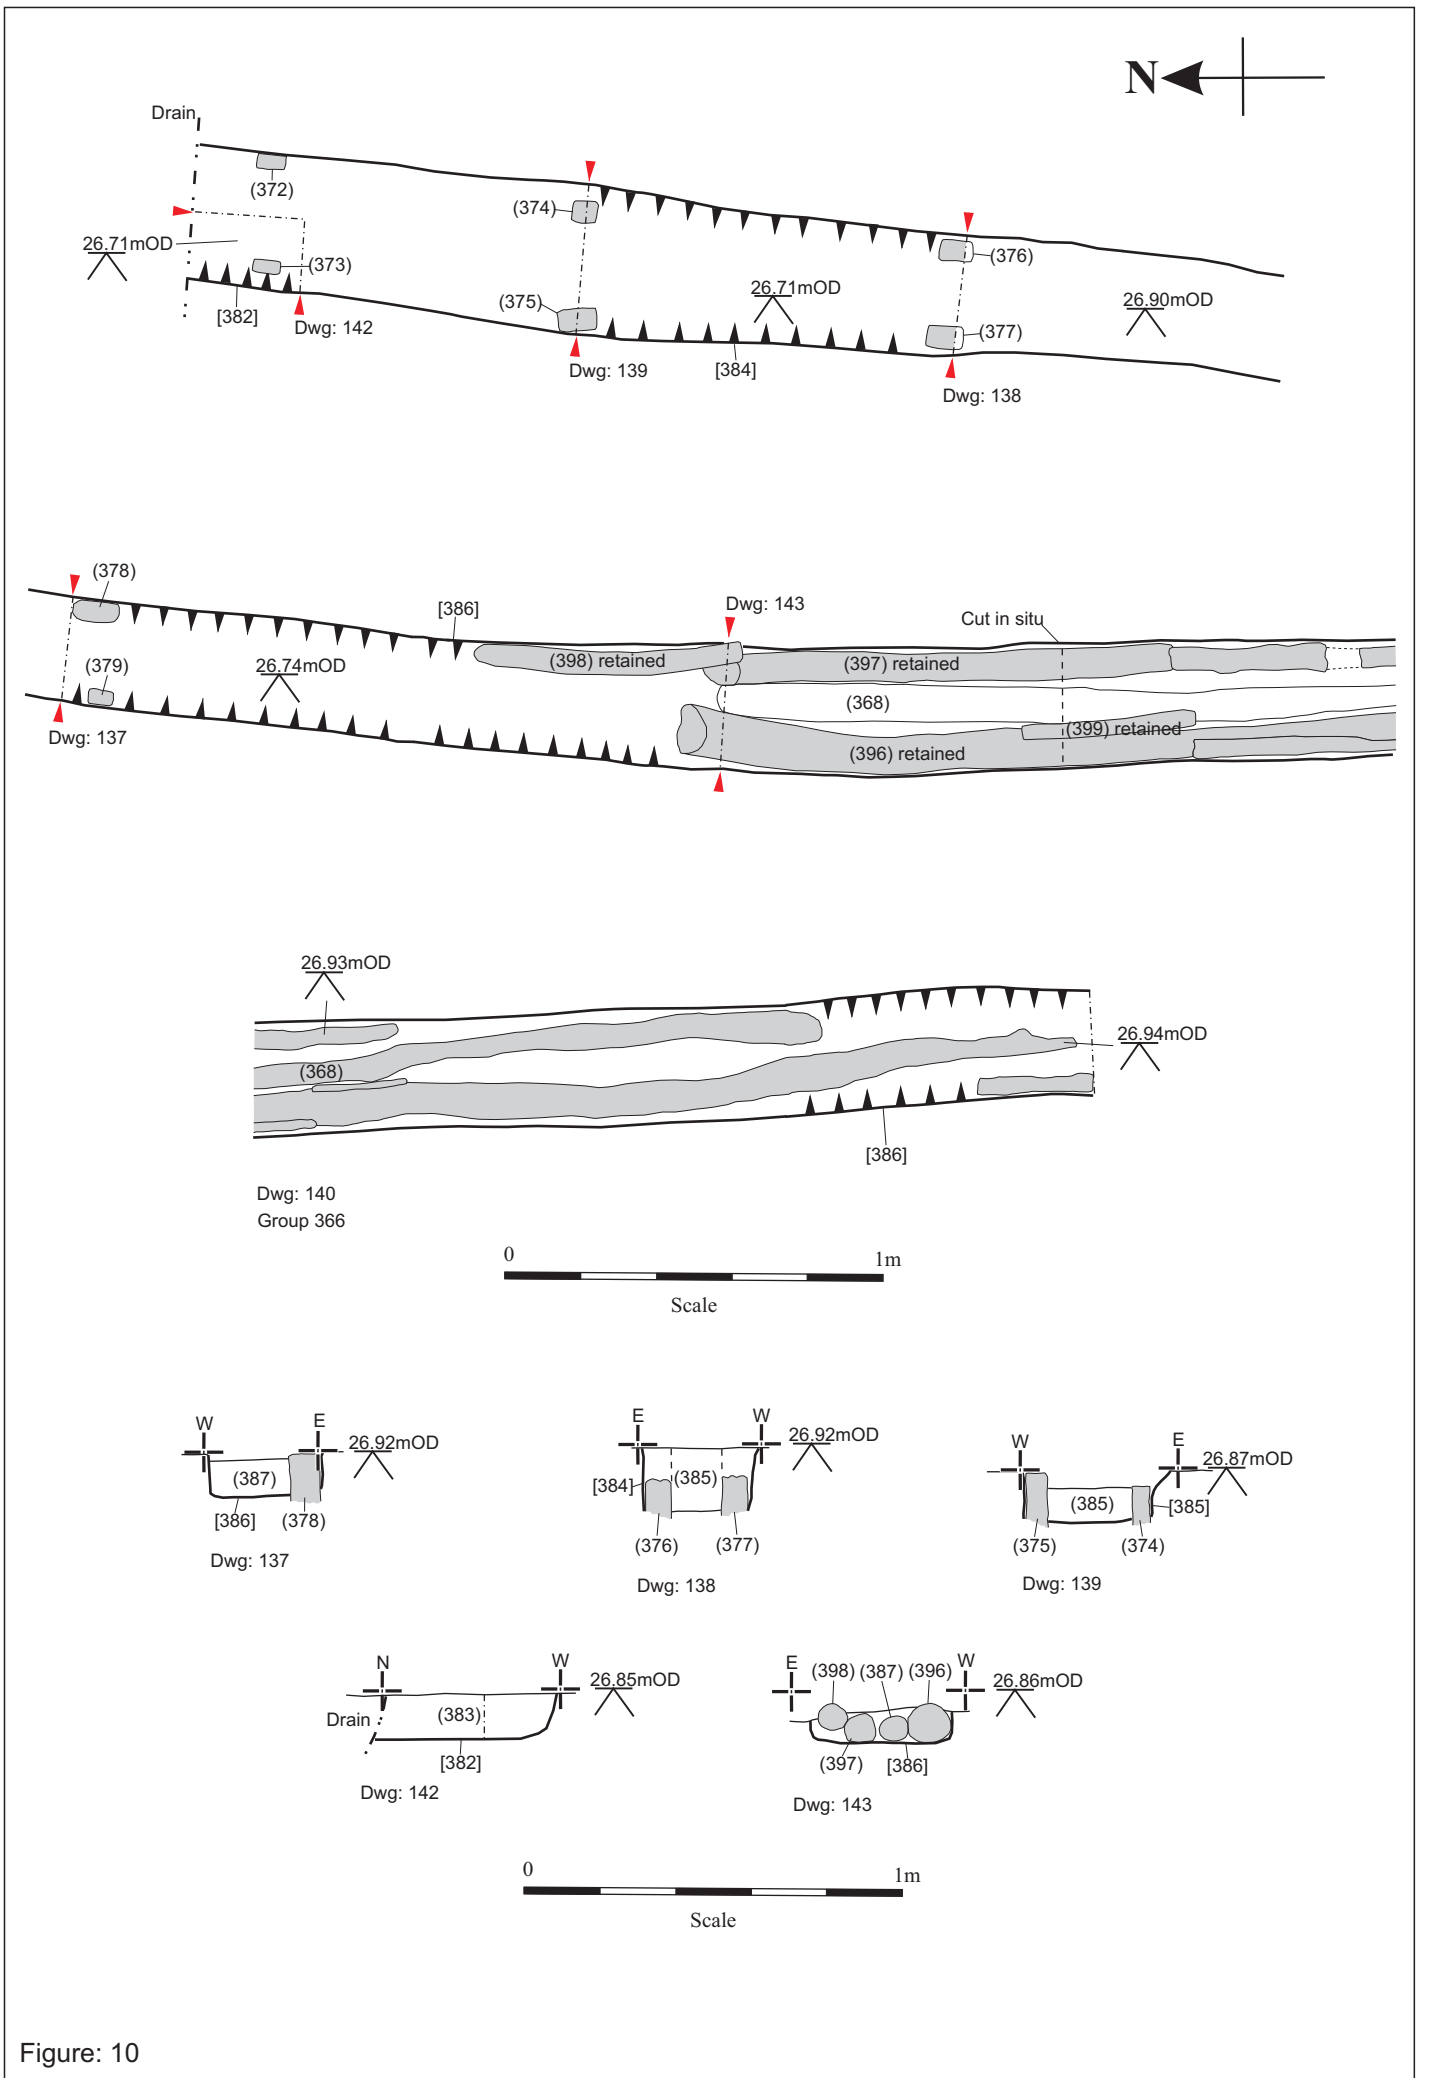 N
Drain
(372)
(374)
26.71mOD
(373)
(376)
(375)
26.71mOD
26.90mOD
[382]
Dwg: 142
(377)
Dwg: 139
[384]
Dwg: 138
(378)
[386]
Dwg: 143
Cut in situ
(379)
26.74mOD
(398) retained
(397) retained
(368)
(399) retained
Dwg: 137
(396) retained
26.93mOD
26.94mOD
(368)
[386]
Dwg: 140
Group 366
0 1m
Scale
W E
26.92mOD
(387)
[386] (378)
Dwg: 137
E W
26.92mOD
[384] (385)
(376) (377)
Dwg: 138
W E
26.87mOD
(385) [385]
(375) (374)
Dwg: 139
N W
26.85mOD
Drain (383)
[382]
Dwg: 142
E (398) (387) (396) W
26.86mOD
(397) [386]
Dwg: 143
0 1m
Scale
Figure: 10